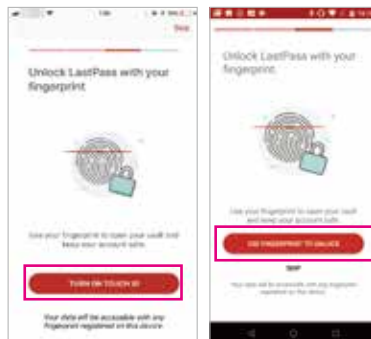 Skip
Unlock LastPass with your
fingerprint
Use your fingerprint to open your vault and
keep your account safe.
TURN ON TOUCH ID
Your data will be accessible with any
fingerprint registered on this device.
Unlock LastPass with your
fingerprint
Use your fingerprint to open your vault
and keep your account safe.
USE FINGERPRINT TO UNLOCK
SKIP
Your data will be accessible with any fingerprint
registered on this device.